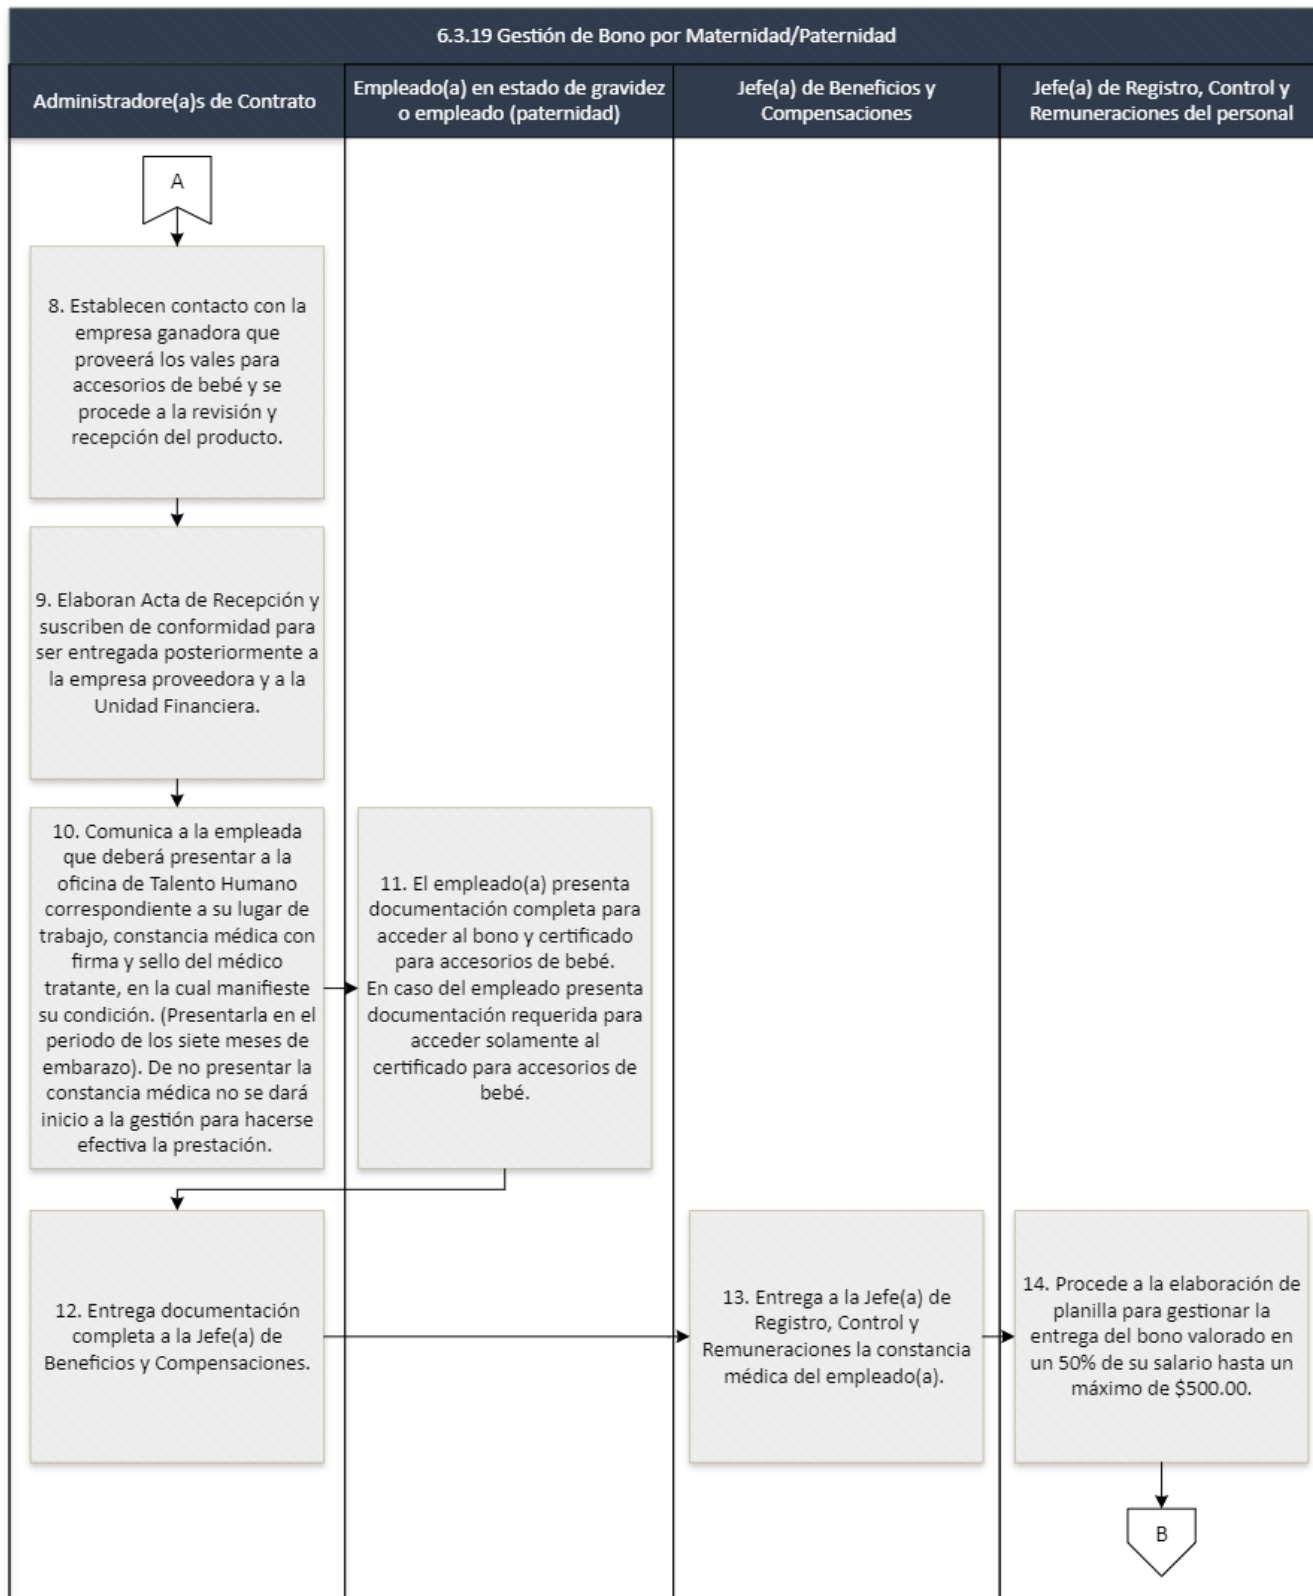 6.3.19 Gestión de Bono por Maternidad/Paternidad
Administradore(a)s de Contrato
Empleado(a) en estado de gravidez
o empleado (paternidad)
Jefe(a) de Beneficios y
Compensaciones
Jefe(a) de Registro, Control y
Remuneraciones del personal
A
8. Establecen contacto con la
empresa ganadora que
proveerá los vales para
accesorios de bebé y se
procede a la revisión y
recepción del producto.
9. Elaboran Acta de Recepción y
suscriben de conformidad para
ser entregada posteriormente a
la empresa proveedora y a la
Unidad Financiera.
10. Comunica a la empleada
que deberá presentar a la
oficina de Talento Humano
correspondiente a su lugar de
trabajo, constancia médica con
firma y sello del médico
tratante, en la cual manifieste
su condición. (Presentarla en el
periodo de los siete meses de
embarazo). De no presentar la
constancia médica no se dará
inicio a la gestión para hacerse
efectiva la prestación.
11. El empleado(a) presenta
documentación completa para
acceder al bono y certificado
para accesorios de bebé.
En caso del empleado presenta
documentación requerida para
acceder solamente al
certificado para accesorios de
bebé.
12. Entrega documentación
completa a la Jefe(a) de
Beneficios y Compensaciones.
13. Entrega a la Jefe(a) de
Registro, Control y
Remuneraciones la constancia
médica del empleado(a).
14. Procede a la elaboración de
planilla para gestionar la
entrega del bono valorado en
un 50% de su salario hasta un
máximo de $500.00.
B